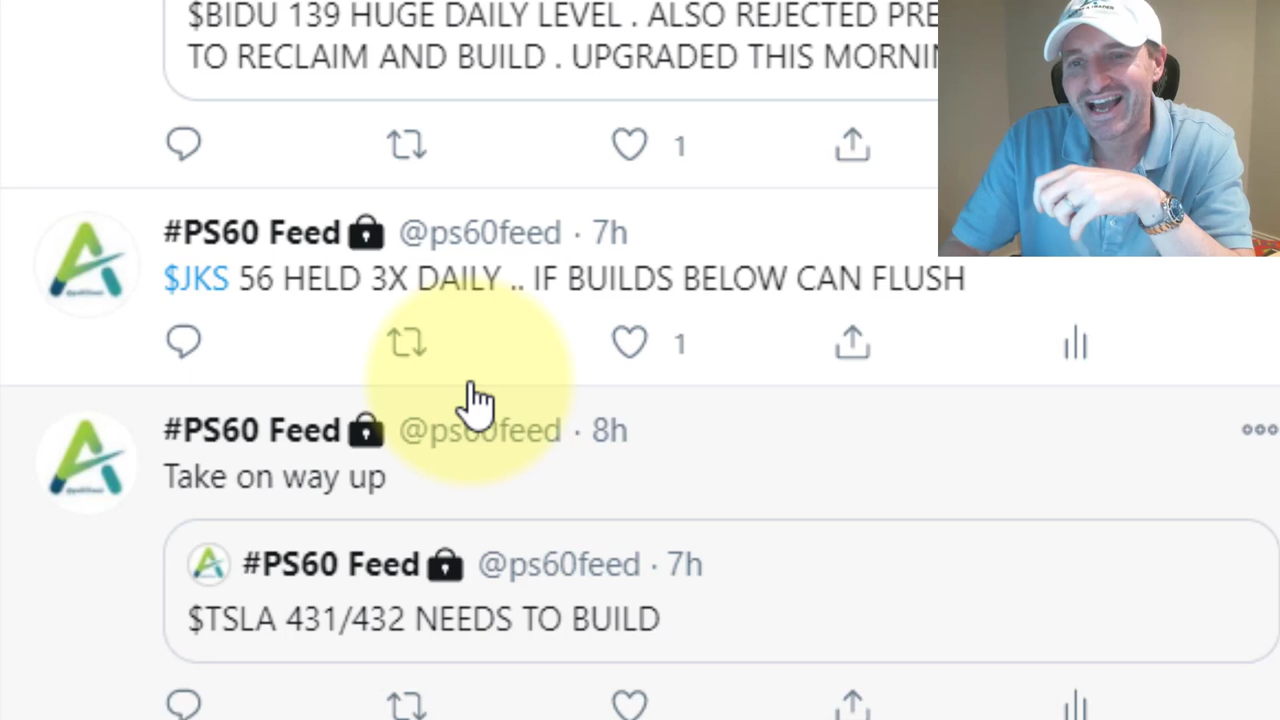 $BIDU 139 HUGE DAILY LEVEL . ALSO REJECTED
TO RECLAIM AND BUILD . UPGRADED THIS
1
#PS60 Feed @ps60feed · 7h
$JKS 56 HELD 3X DAILY .. IF BUILDS BELOW CAN FLUSH
1
#PS60 Feed @ps60feed · 8h
Take on way up
#PS60 Feed @ps60feed · 7h
$TSLA 431/432 NEEDS TO BUILD